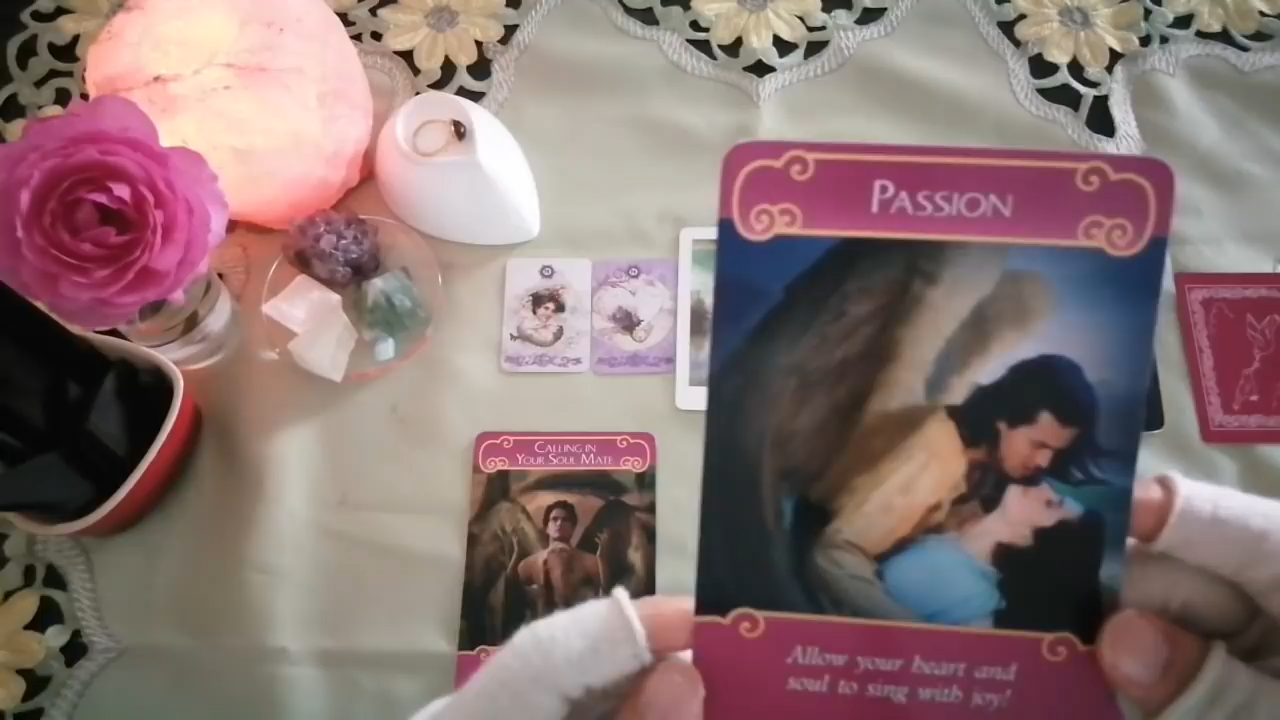 PASSION
Allow your heart and
soul to sing with joy!
CALLING IN
YOUR SOUL MATE